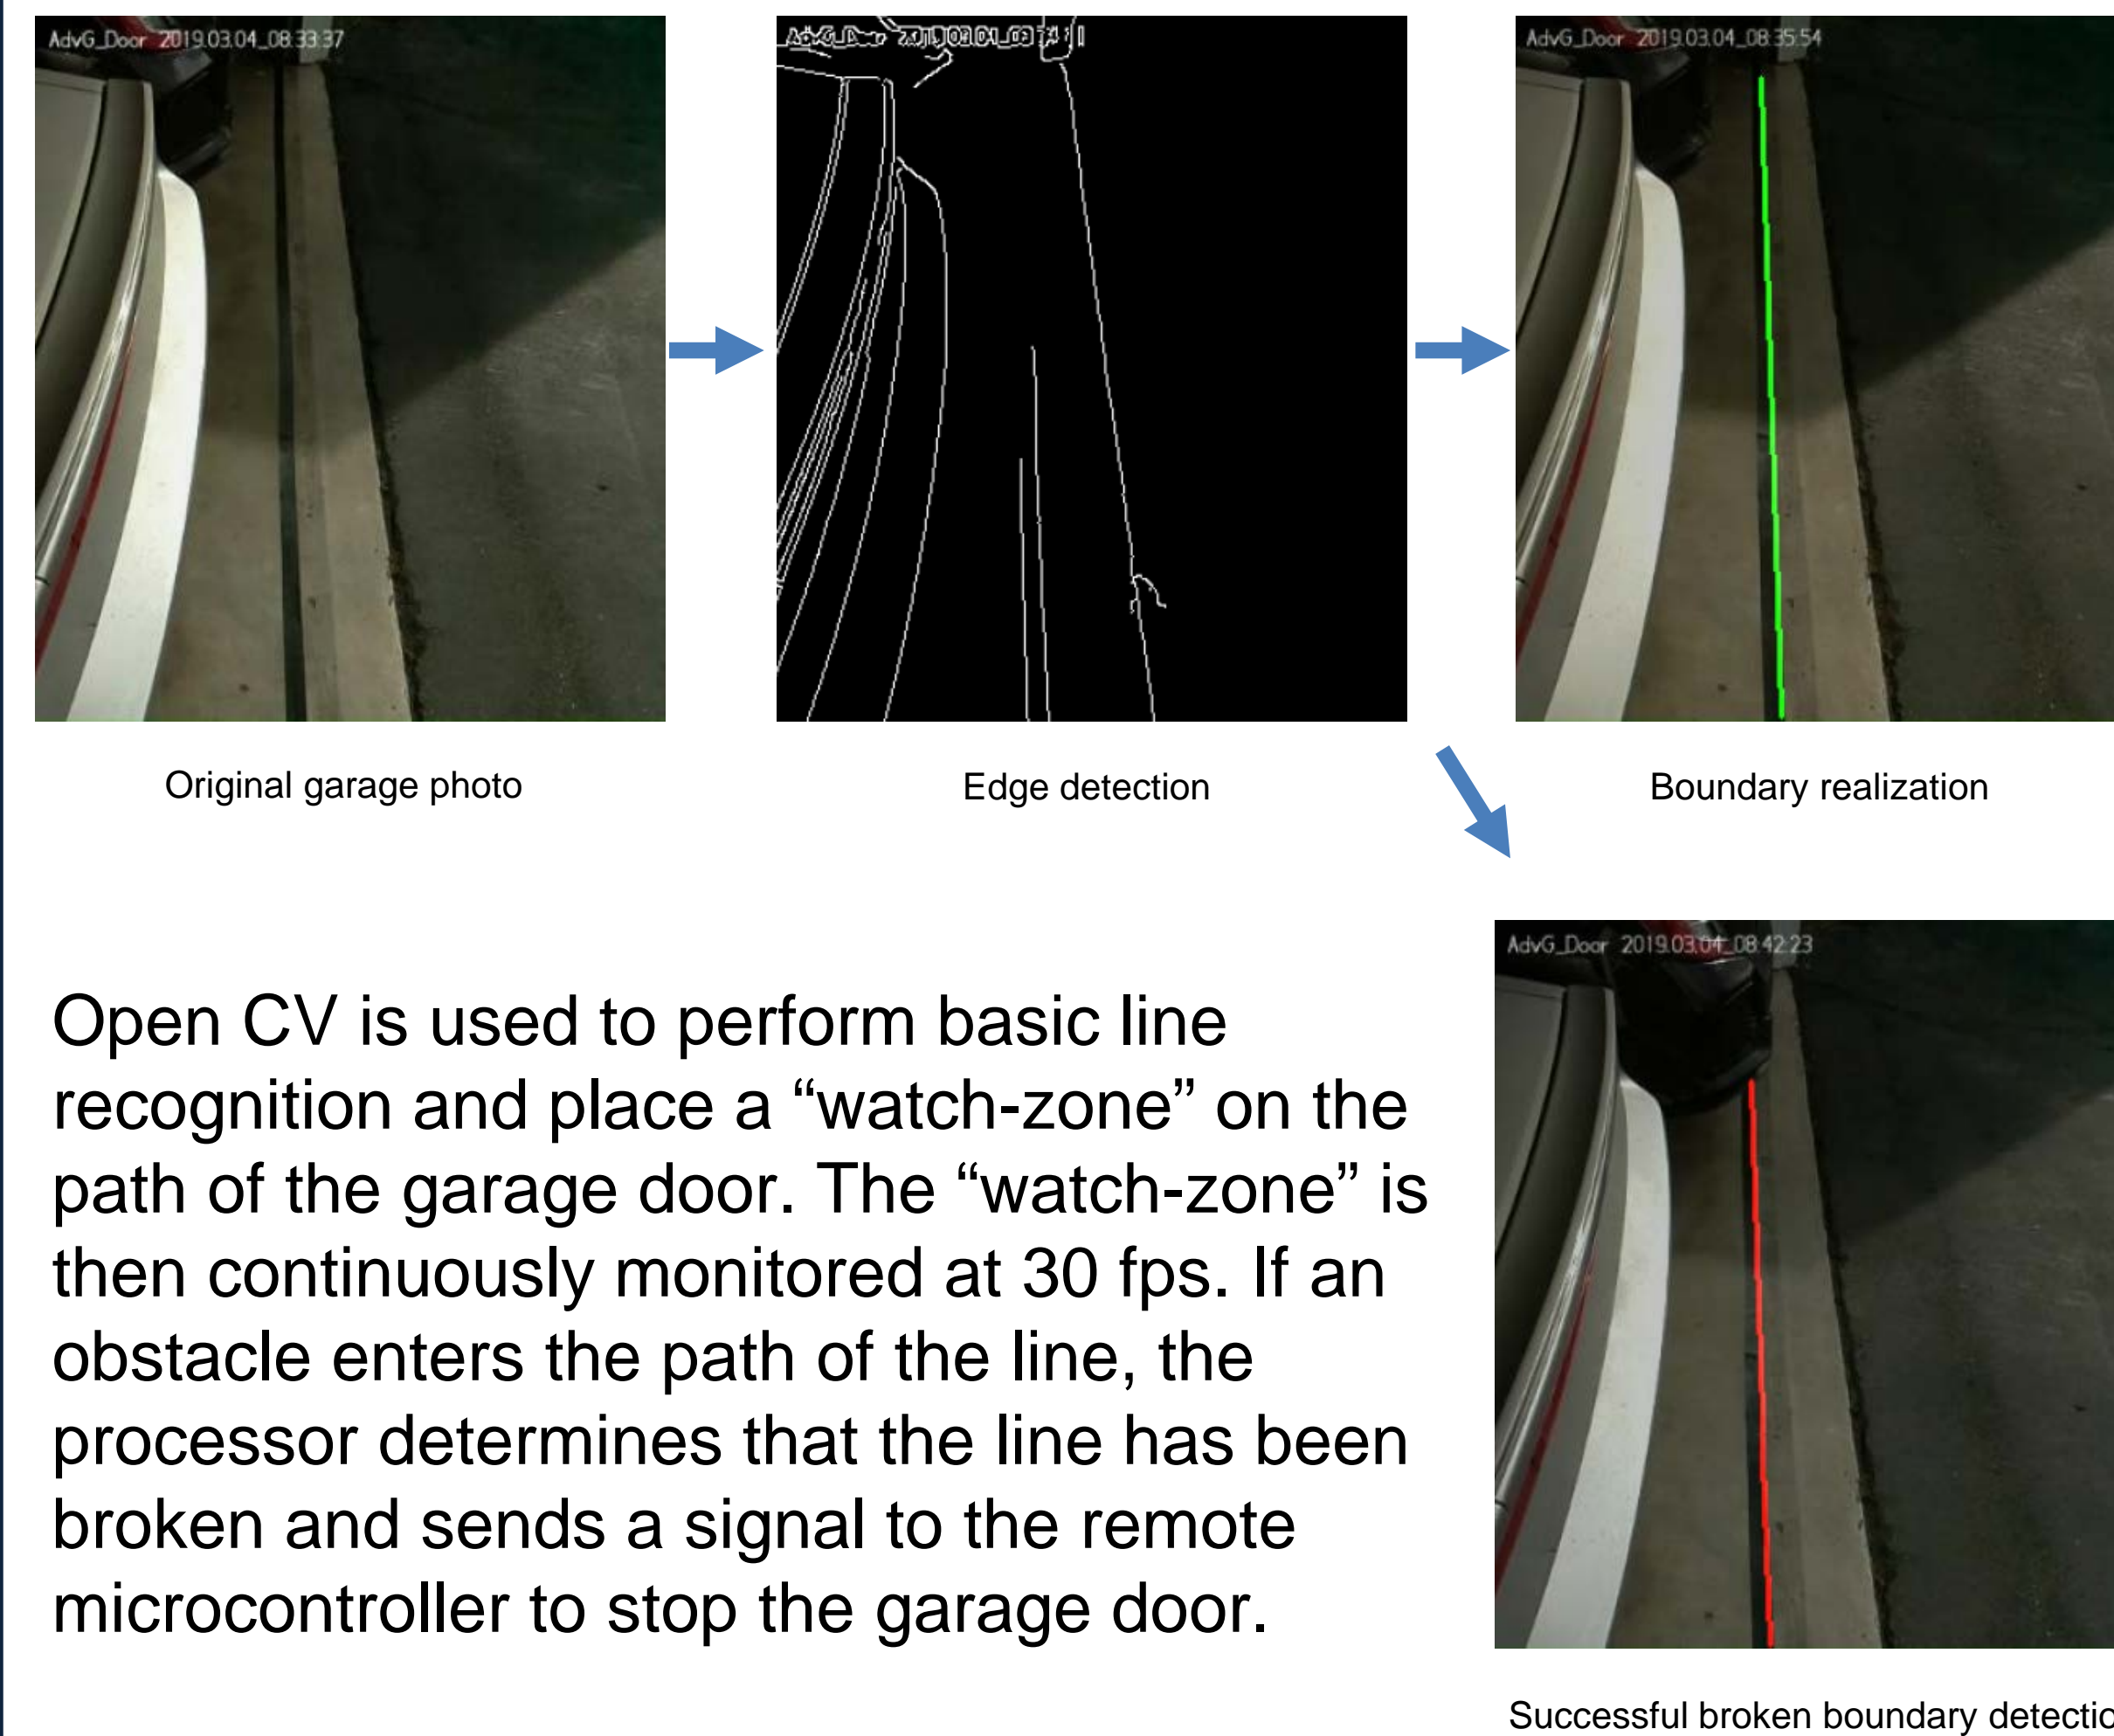 AdvG_Door 2019.03.04_08:33:37
AdvG_Door 2019.03.04_08:35:54
Original garage photo
Edge detection
Boundary realization
AdvG_Door 2019.03.04_08:42:23
Open CV is used to perform basic line
recognition and place a “watch-zone” on the
path of the garage door. The “watch-zone” is
then continuously monitored at 30 fps. If an
obstacle enters the path of the line, the
processor determines that the line has been
broken and sends a signal to the remote
microcontroller to stop the garage door.
Successful broken boundary detectio